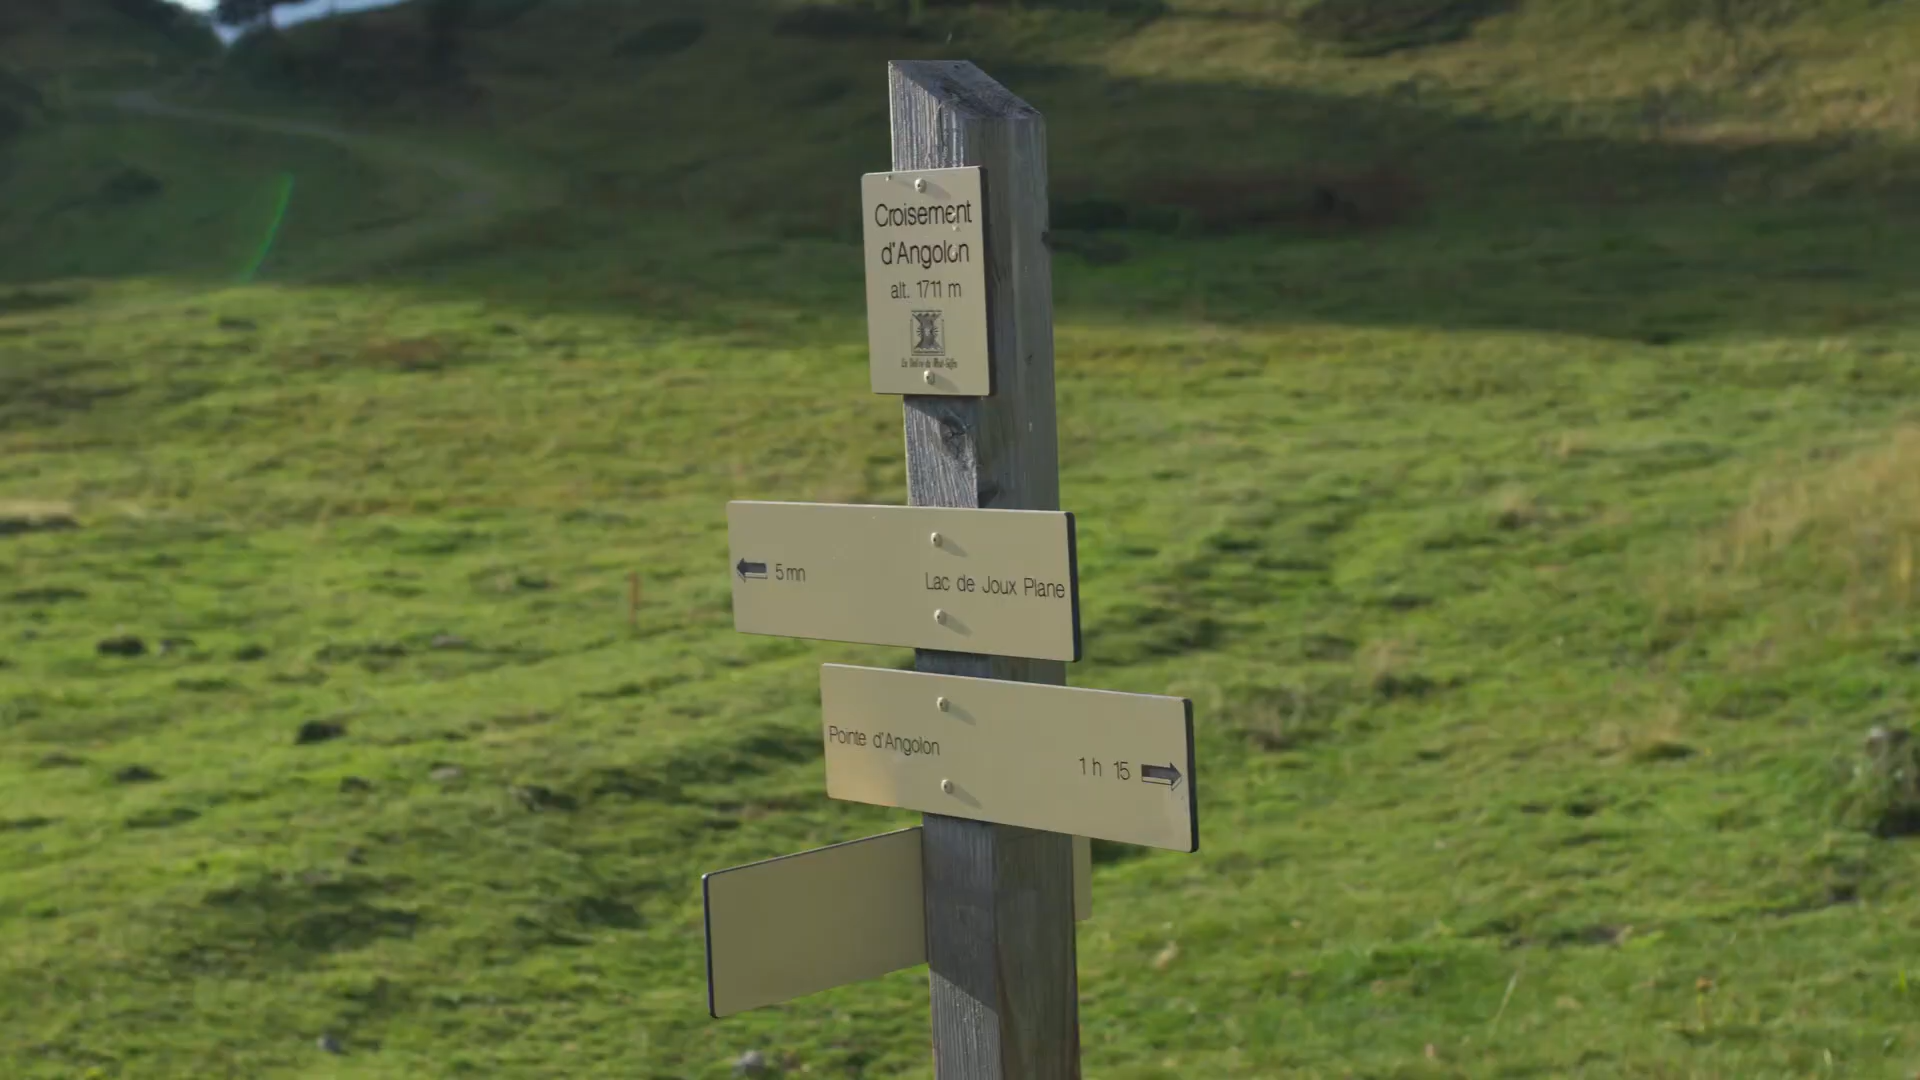 Croisement
d'Angolon
alt. 1711 m
5 mn
Lac de Joux Plane
Pointe d'Angolon
1 h 15